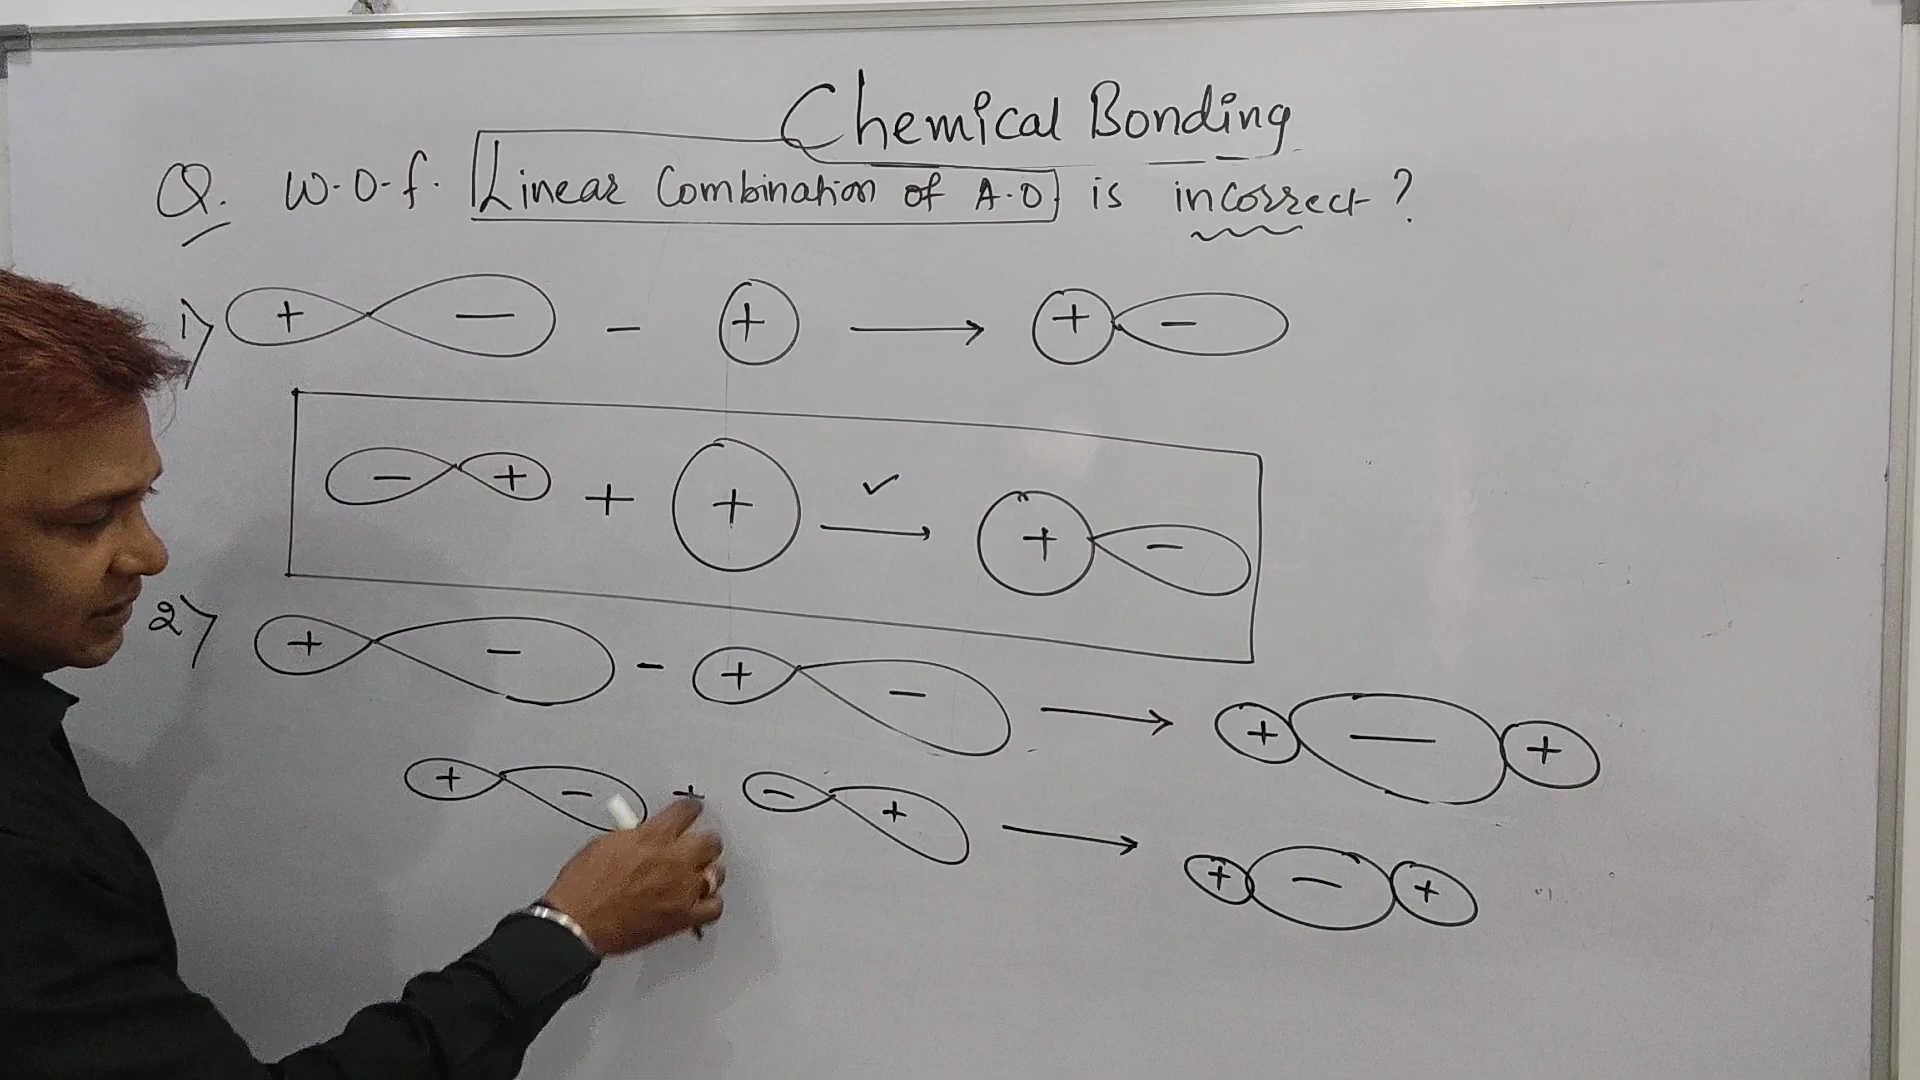 Chemical Bonding
Q. W.O.f. Linear Combination of A.O is incorrect?
1) + − − + → + −
− + + + ✓ → + −
2) + − − + − → + − +
+ − + − + → + − +